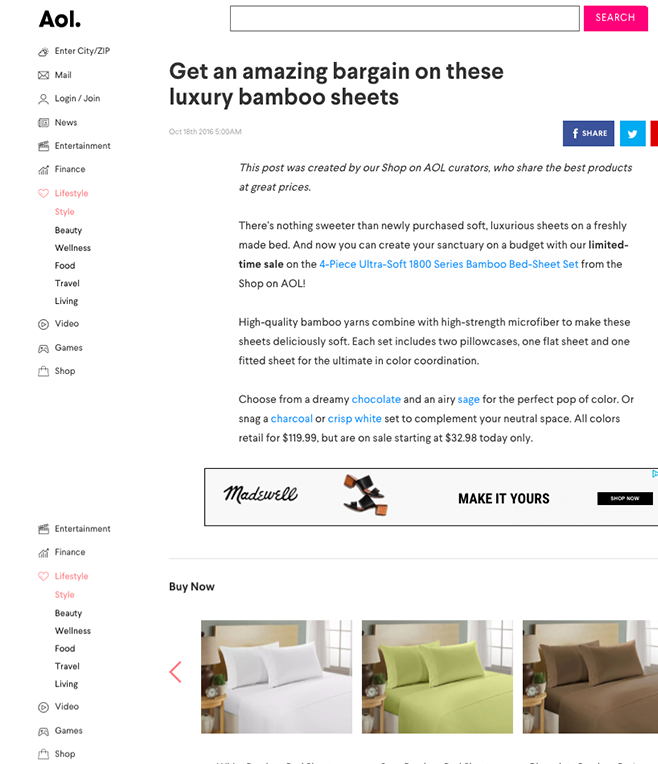 Aol.
SEARCH
Enter City/ZIP
Mail
Login / Join
News
Entertainment
Finance
Lifestyle
Style
Beauty
Wellness
Food
Travel
Living
Video
Games
Shop
Get an amazing bargain on these
luxury bamboo sheets
Oct 18th 2016 5:00AM
f SHARE
This post was created by our Shop on AOL curators, who share the best products
at great prices.
There's nothing sweeter than newly purchased soft, luxurious sheets on a freshly
made bed. And now you can create your sanctuary on a budget with our limited-
time sale on the 4-Piece Ultra-Soft 1800 Series Bamboo Bed-Sheet Set from the
Shop on AOL!
High-quality bamboo yarns combine with high-strength microfiber to make these
sheets deliciously soft. Each set includes two pillowcases, one flat sheet and one
fitted sheet for the ultimate in color coordination.
Choose from a dreamy chocolate and an airy sage for the perfect pop of color. Or
snag a charcoal or crisp white set to complement your neutral space. All colors
retail for $119.99, but are on sale starting at $32.98 today only.
Madewell
MAKE IT YOURS
SHOP NOW
Entertainment
Finance
Lifestyle
Style
Beauty
Wellness
Food
Travel
Living
Video
Games
Shop
Buy Now